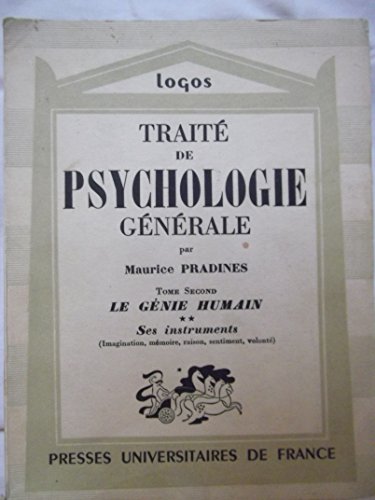 Logos
TRAITÉ
DE
PSYCHOLOGIE
GÉNÉRALE
par
Maurice PRADINES
TOME SECOND
LE GÉNIE HUMAIN
**
Ses instruments
(Imagination, mémoire, raison, sentiment, volonté)
PRESSES UNIVERSITAIRES DE FRANCE